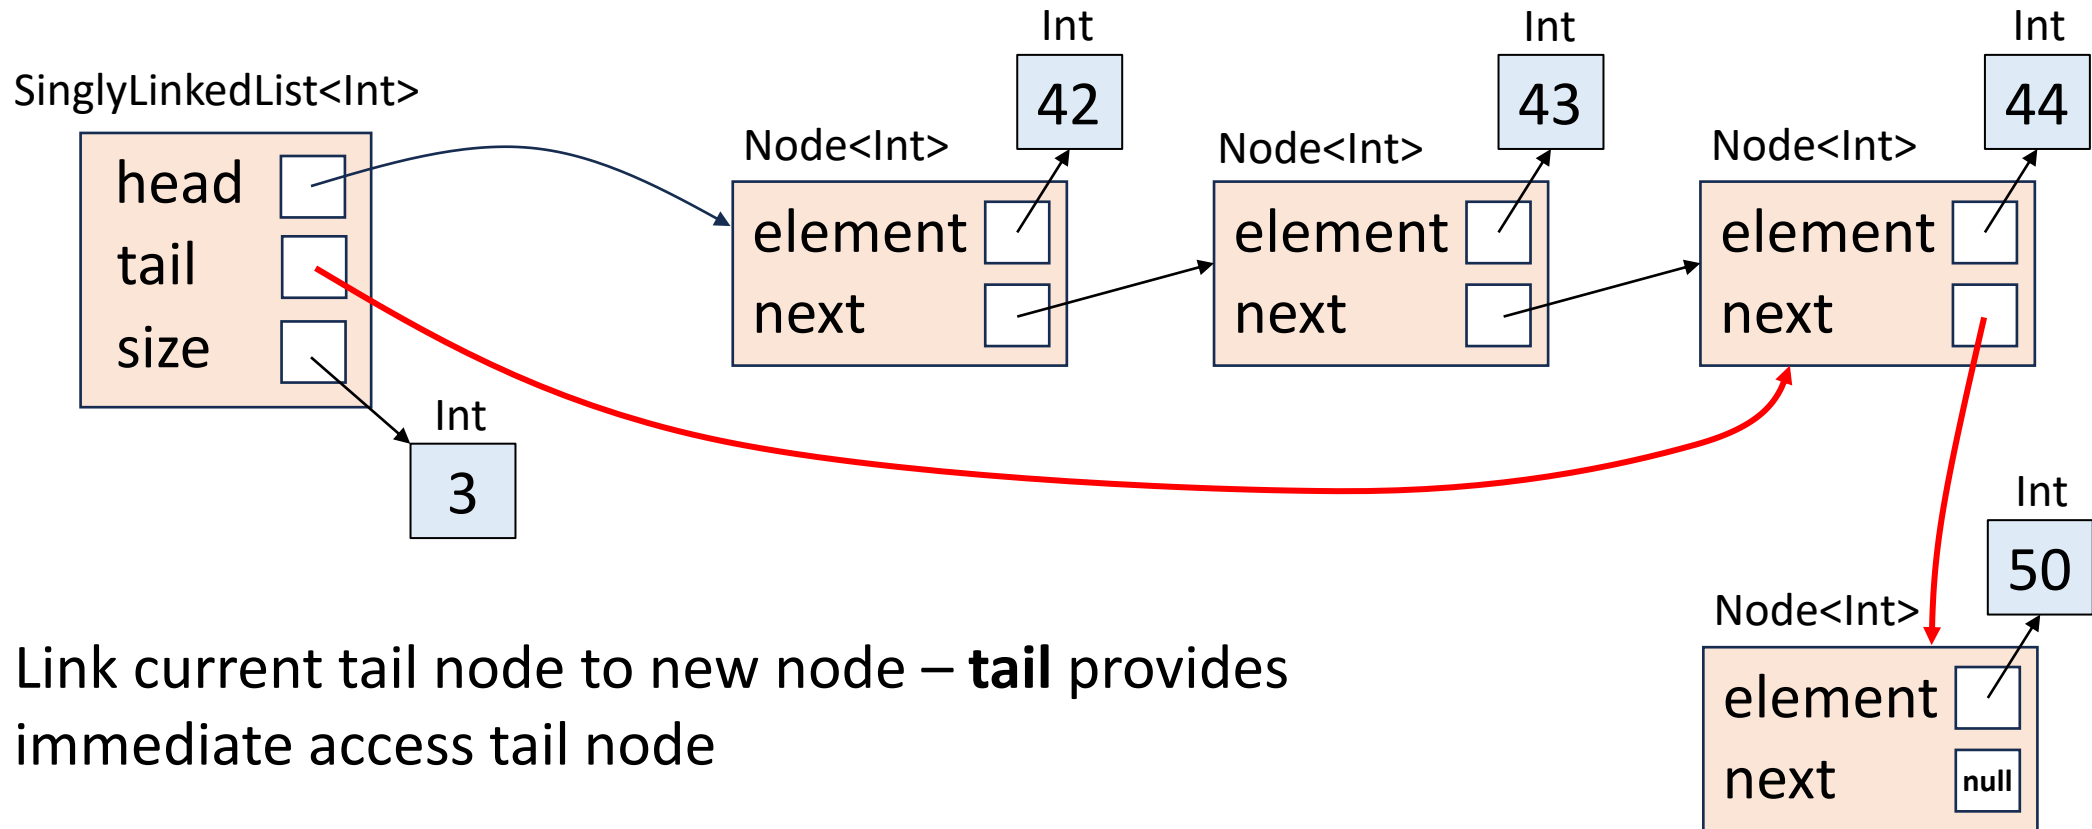 SinglyLinkedList<Int>
head
tail
size
Int
3
Node<Int>
Int
42
element
next
Node<Int>
Int
43
element
next
Node<Int>
Int
44
element
next
Node<Int>
Int
50
element
next
null
Link current tail node to new node – tail provides
immediate access tail node